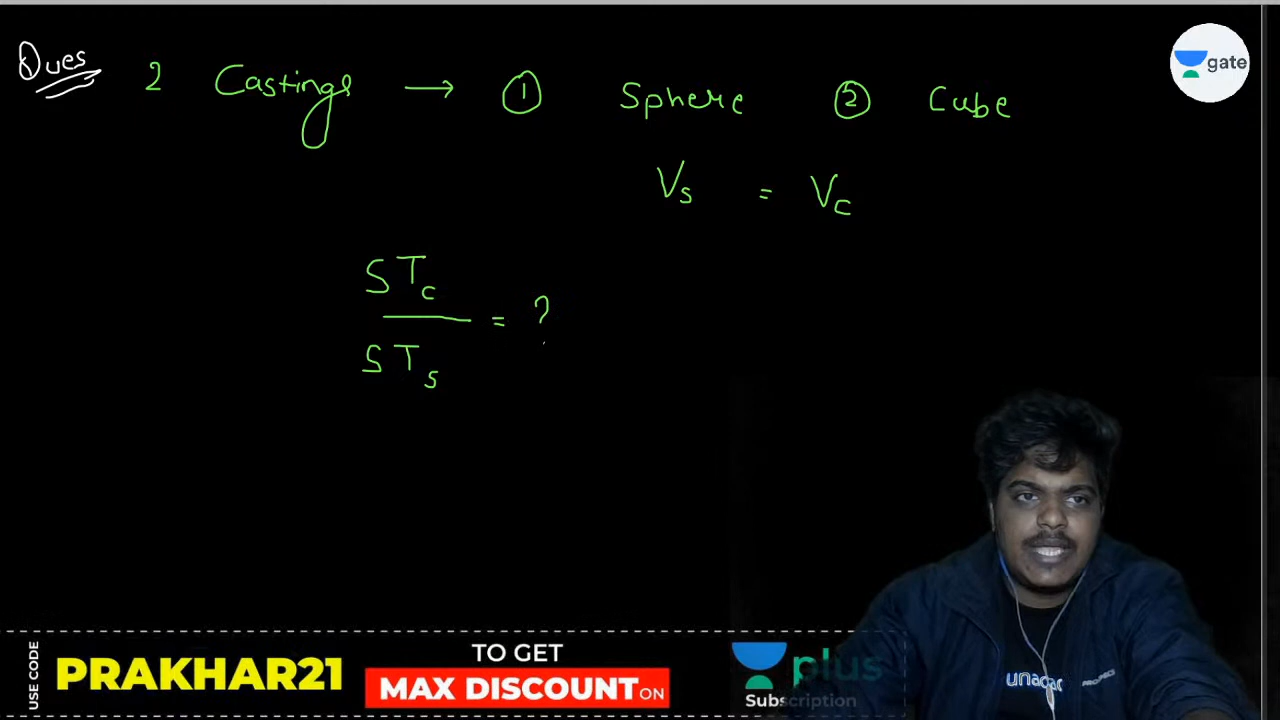 Ques 2 Castings → ① Sphere ② Cube
gate
Vs = Vc
STc
= ?
STs
USE CODE
PRAKHAR21
TO GET
MAX DISCOUNT ON
plus
Subscription